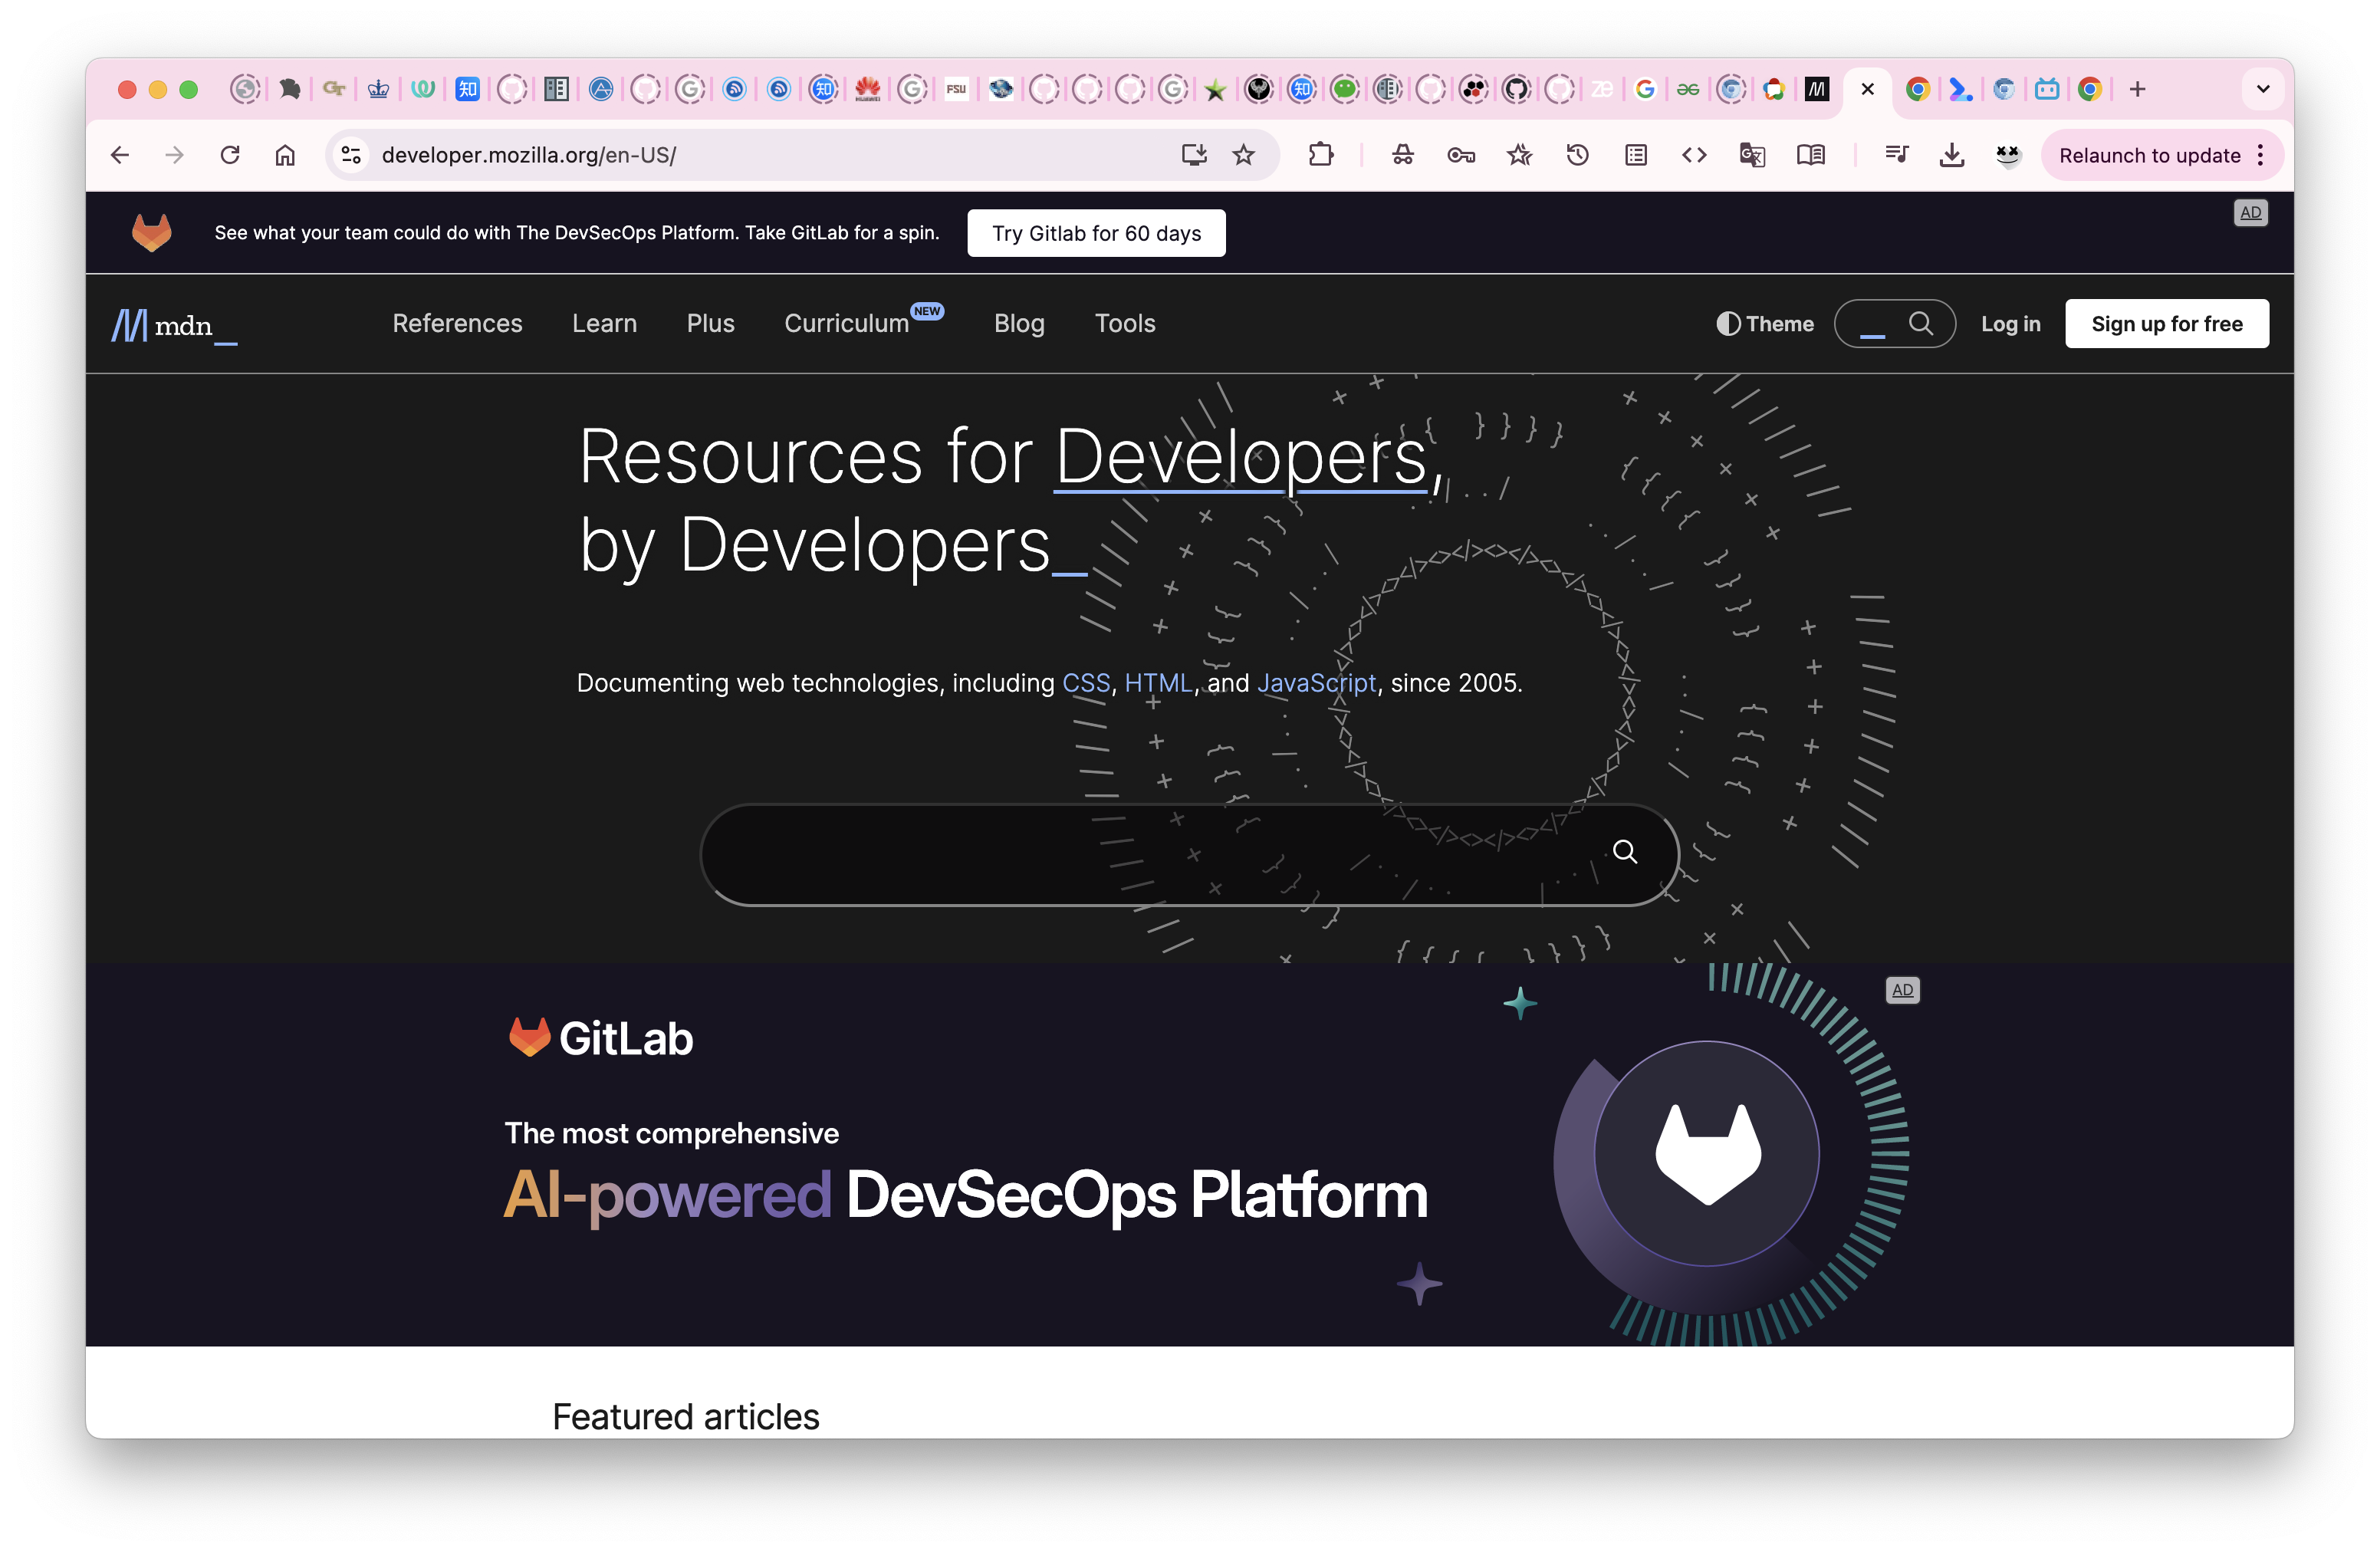 developer.mozilla.org/en-US/
Relaunch to update
See what your team could do with The DevSecOps Platform. Take GitLab for a spin.
Try Gitlab for 60 days
AD
mdn_
References
Learn
Plus
Curriculum NEW
Blog
Tools
Theme
Log in
Sign up for free
Resources for Developers,
by Developers_
Documenting web technologies, including CSS, HTML, and JavaScript, since 2005.
AD
GitLab
The most comprehensive
AI-powered DevSecOps Platform
Featured articles